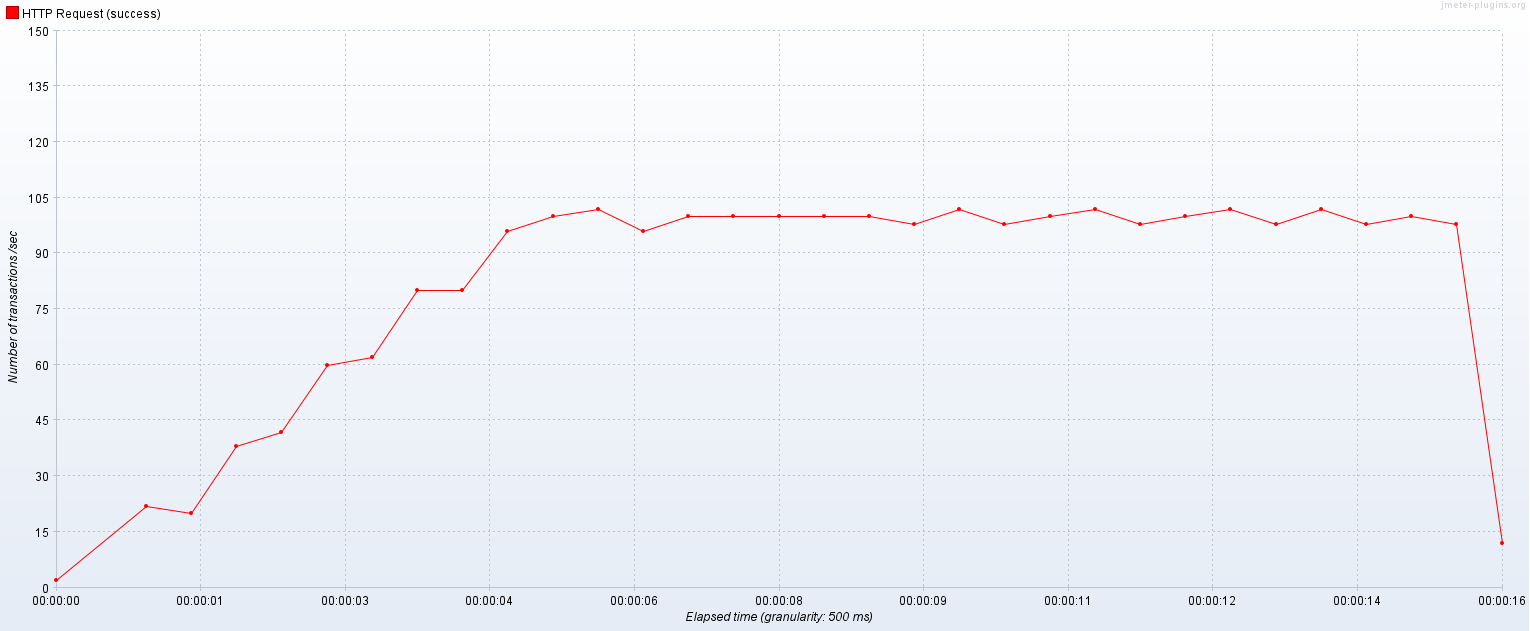 HTTP Request (success)
jmeter-plugins.org
150
135
120
105
90
75
60
45
30
15
0
Number of transactions /sec
00:00:00 00:00:01 00:00:03 00:00:04 00:00:06 00:00:08 00:00:09 00:00:11 00:00:12 00:00:14 00:00:16
Elapsed time (granularity: 500 ms)